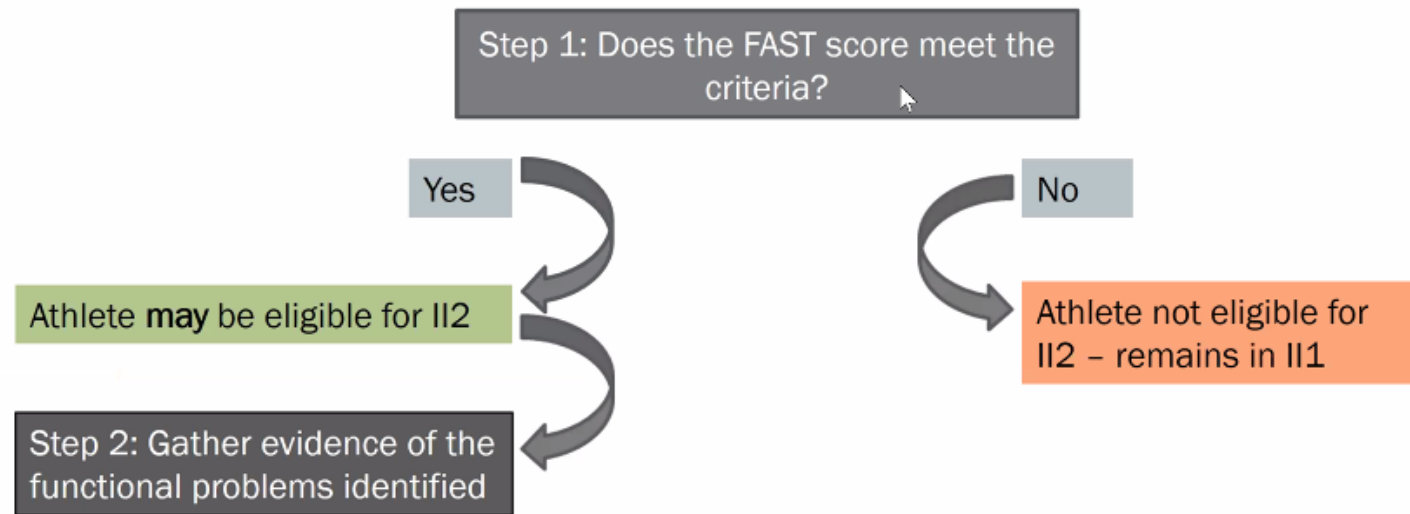 Step 1: Does the FAST score meet the
criteria?
Yes
No
Athlete may be eligible for II2
Athlete not eligible for
II2 – remains in II1
Step 2: Gather evidence of the
functional problems identified